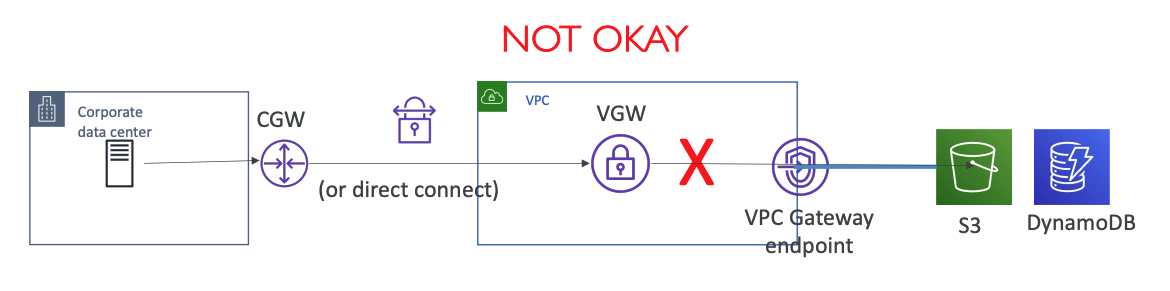 NOT OKAY
Corporate
data center
CGW
(or direct connect)
VPC
VGW
X
VPC Gateway
endpoint
S3
DynamoDB